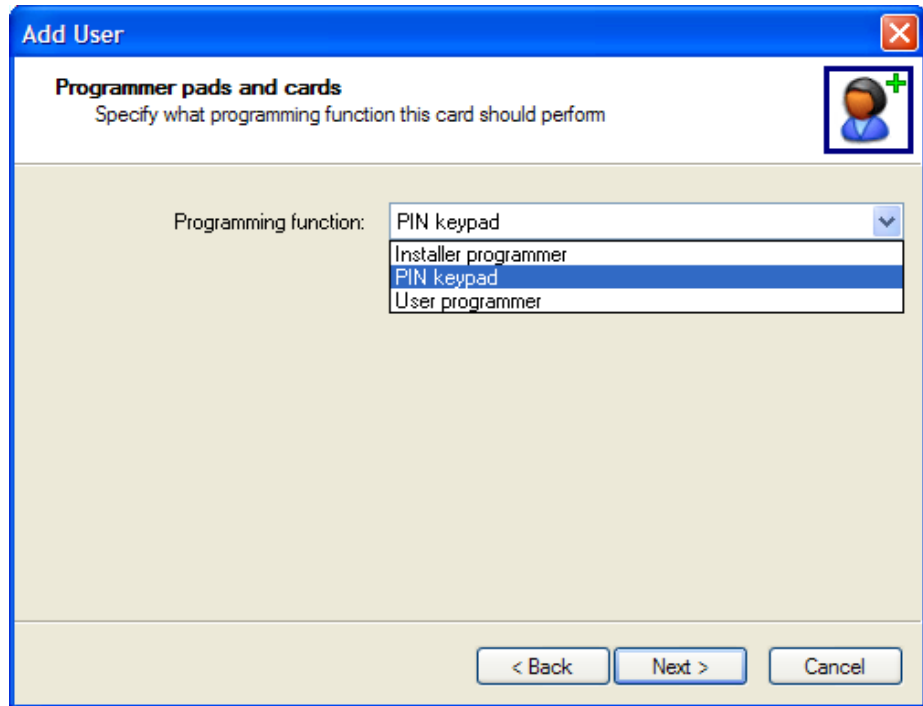 Add User
Programmer pads and cards
Specify what programming function this card should perform
Programming function: PIN keypad
Installer programmer
PIN keypad
User programmer
< Back Next > Cancel